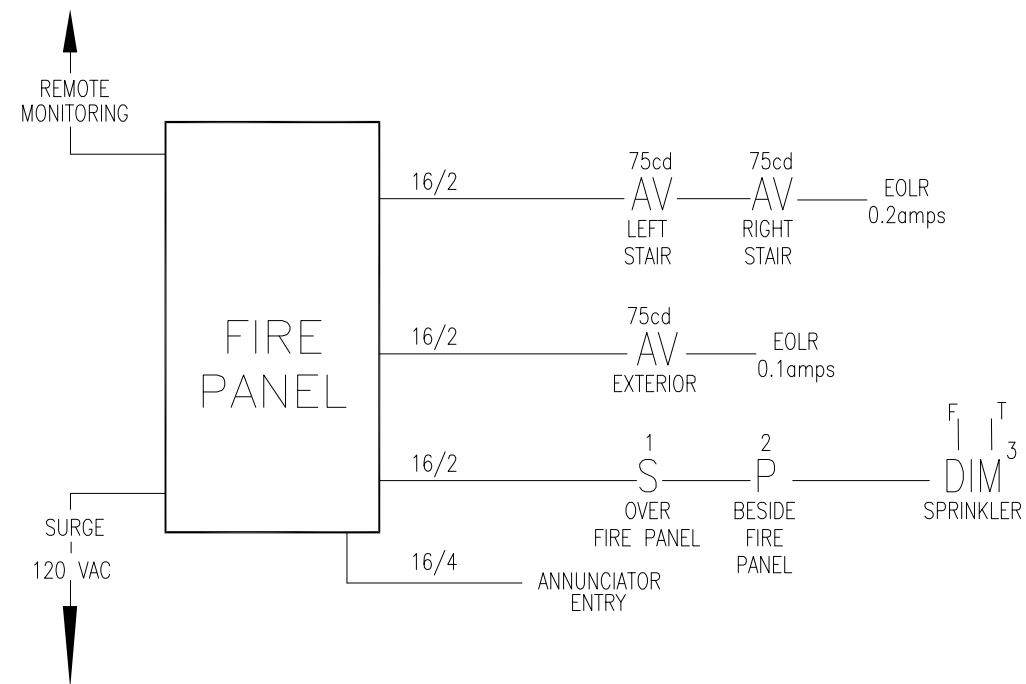 REMOTE
MONITORING
FIRE
PANEL
SURGE
120 VAC
16/2
75cd
AV
LEFT
STAIR
75cd
AV
RIGHT
STAIR
EOLR
0.2amps
16/2
75cd
AV
EXTERIOR
EOLR
0.1amps
16/2
1
S
OVER
FIRE PANEL
2
P
BESIDE
FIRE
PANEL
F T
DIM 3
SPRINKLER
16/4
ANNUNCIATOR
ENTRY